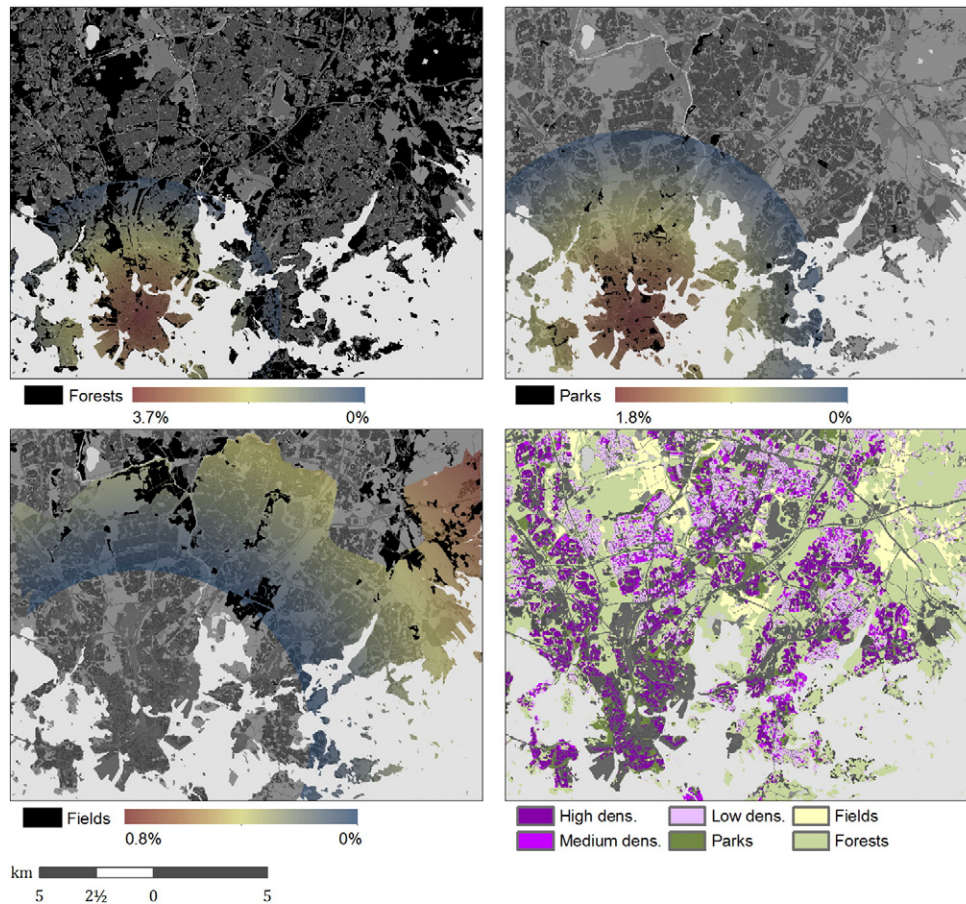 Forests 3.7% 0%
Parks 1.8% 0%
Fields 0.8% 0%
High dens. Low dens. Fields
Medium dens. Parks Forests
km
5 2½ 0 5